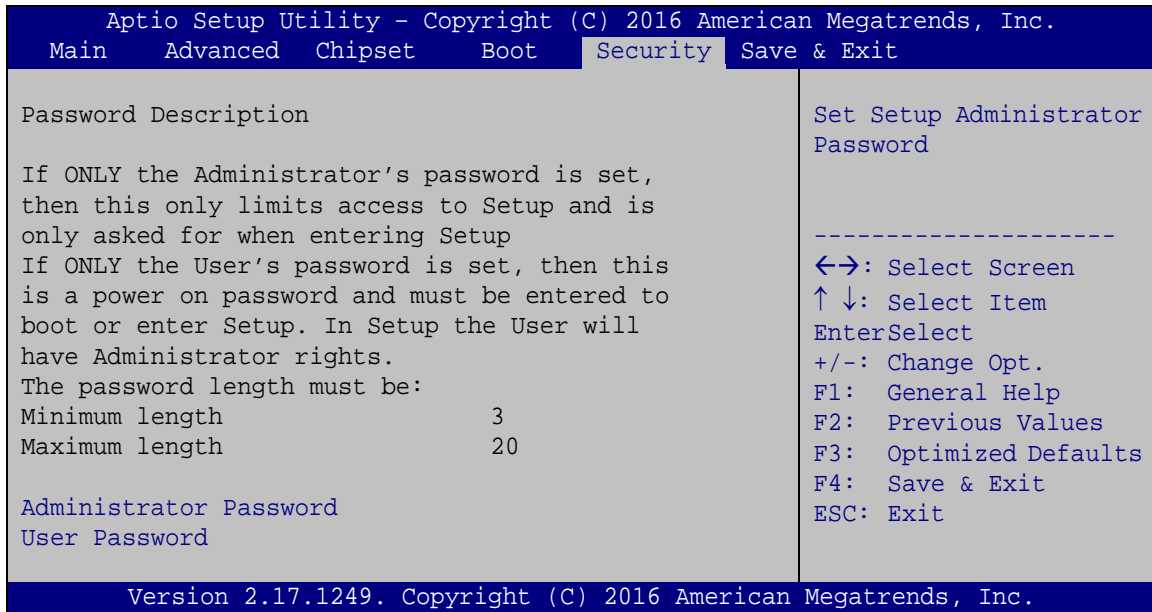 Aptio Setup Utility – Copyright (C) 2016 American Megatrends, Inc.
Main Advanced Chipset Boot Security Save & Exit
Password Description
If ONLY the Administrator’s password is set,
then this only limits access to Setup and is
only asked for when entering Setup
If ONLY the User’s password is set, then this
is a power on password and must be entered to
boot or enter Setup. In Setup the User will
have Administrator rights.
The password length must be:
Minimum length 3
Maximum length 20
Administrator Password
User Password
Set Setup Administrator
Password
---------------------
←→: Select Screen
↑ ↓: Select Item
EnterSelect
+/-: Change Opt.
F1: General Help
F2: Previous Values
F3: Optimized Defaults
F4: Save & Exit
ESC: Exit
Version 2.17.1249. Copyright (C) 2016 American Megatrends, Inc.